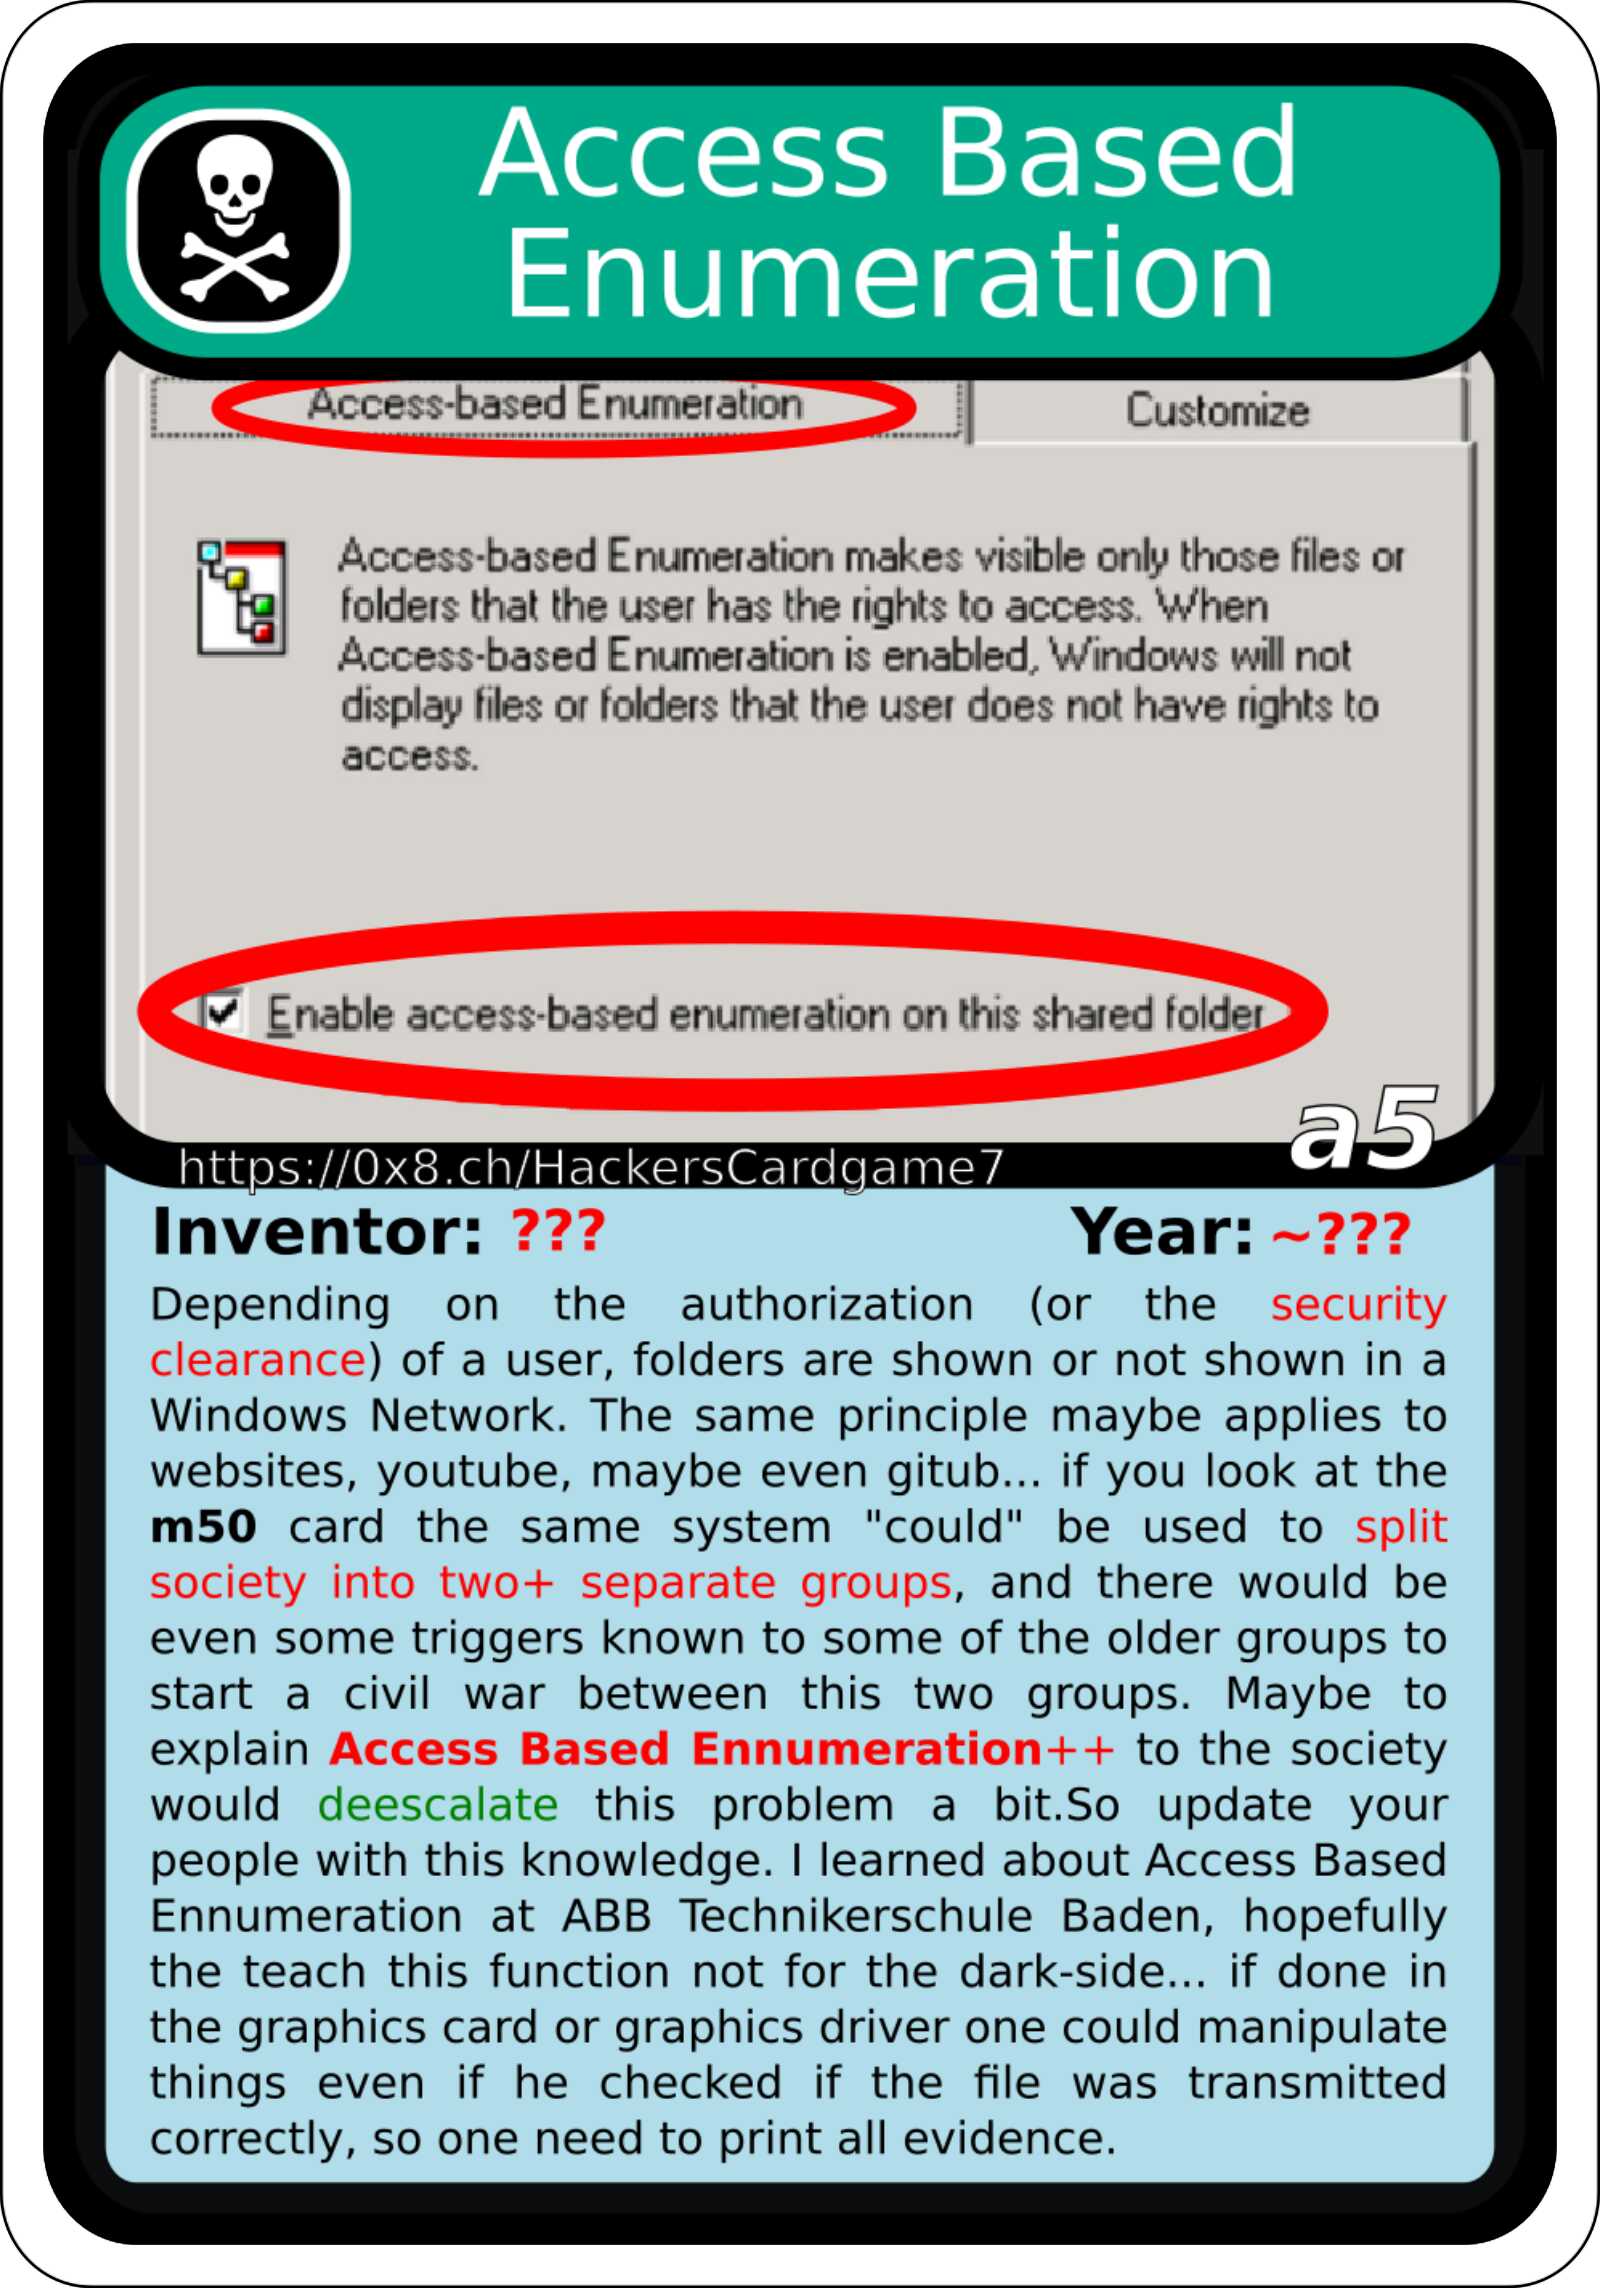 Access Based
Enumeration
Access-based Enumeration
Customize
Access-based Enumeration makes visible only those files or
folders that the user has the rights to access. When
Access-based Enumeration is enabled, Windows will not
display files or folders that the user does not have rights to
access.
Enable access-based enumeration on this shared folder
a5
https://0x8.ch/HackersCardgame7
Inventor: ??? Year: ~???
Depending on the authorization (or the security
clearance) of a user, folders are shown or not shown in a
Windows Network. The same principle maybe applies to
websites, youtube, maybe even gitub... if you look at the
m50 card the same system "could" be used to split
society into two+ separate groups, and there would be
even some triggers known to some of the older groups to
start a civil war between this two groups. Maybe to
explain Access Based Ennumeration++ to the society
would deescalate this problem a bit.So update your
people with this knowledge. I learned about Access Based
Ennumeration at ABB Technikerschule Baden, hopefully
the teach this function not for the dark-side... if done in
the graphics card or graphics driver one could manipulate
things even if he checked if the file was transmitted
correctly, so one need to print all evidence.